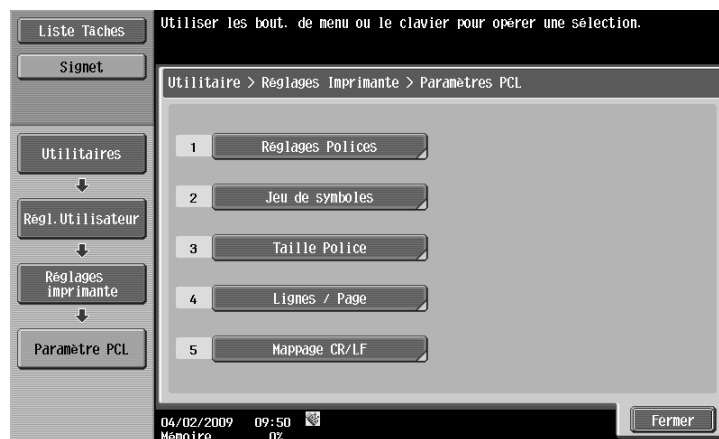 Liste Tâches
Utiliser les bout. de menu ou le clavier pour opérer une sélection.
Signet
Utilitaire > Réglages Imprimante > Paramètres PCL
Utilitaires
Régl.Utilisateur
Réglages
imprimante
Paramètre PCL
1 Réglages Polices
2 Jeu de symboles
3 Taille Police
4 Lignes / Page
5 Mappage CR/LF
04/02/2009 09:50
Mémoire 0%
Fermer